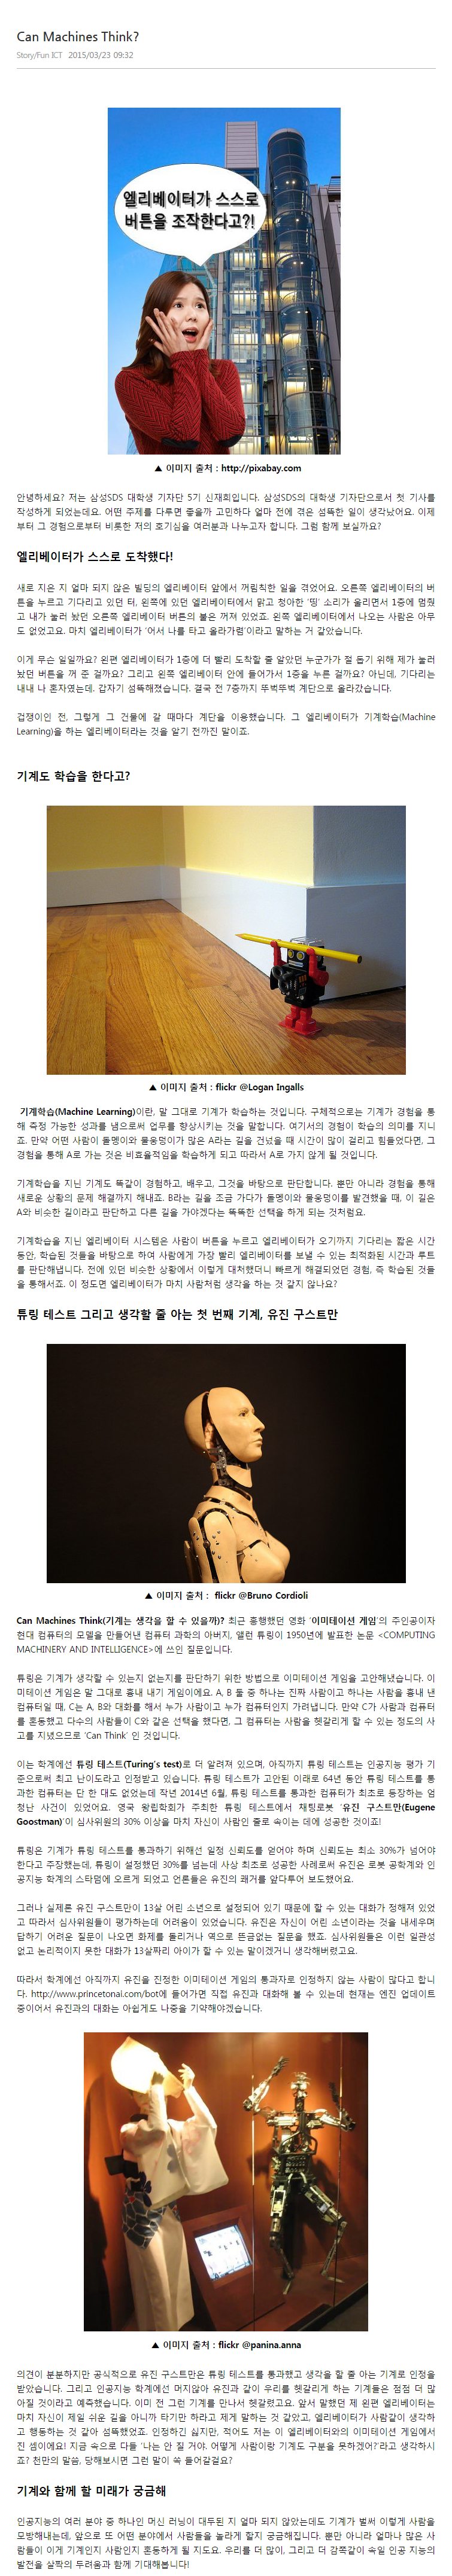 Can Machines Think?
Story/Fun ICT 2015/03/23 09:32
엘리베이터가 스스로
버튼을 조작한다고?!
▲ 이미지 출처 : http://pixabay.com
안녕하세요? 저는 삼성SDS 대학생 기자단 5기 신재희입니다. 삼성SDS의 대학생 기자단으로서 첫 기사를
작성하게 되었는데요. 어떤 주제를 다루면 좋을까 고민하다 얼마 전에 겪은 섬뜩한 일이 생각났어요. 이제
부터 그 경험으로부터 비롯한 저의 호기심을 여러분과 나누고자 합니다. 그럼 함께 보실까요?
엘리베이터가 스스로 도착했다!
새로 지은 지 얼마 되지 않은 빌딩의 엘리베이터 앞에서 꺼림칙한 일을 겪었어요. 오른쪽 엘리베이터의 버
튼을 누르고 기다리고 있던 터, 왼쪽에 있던 엘리베이터에서 맑고 청아한 '띵' 소리가 울리면서 1층에 멈췄
고 내가 눌러 놨던 오른쪽 엘리베이터 버튼의 불은 꺼져 있었죠. 왼쪽 엘리베이터에서 나오는 사람은 아무
도 없었고요. 마치 엘리베이터가 '어서 나를 타고 올라가렴'이라고 말하는 거 같았습니다.
이게 무슨 일일까요? 왼편 엘리베이터가 1층에 더 빨리 도착할 줄 알았던 누군가가 절 돕기 위해 제가 눌러
놨던 버튼을 꺼 준 걸까요? 그리고 왼쪽 엘리베이터 안에 들어가서 1층을 누른 걸까요? 아닌데, 기다리는
내내 나 혼자였는데. 갑자기 섬뜩해졌습니다. 결국 전 7층까지 뚜벅뚜벅 계단으로 올라갔습니다.
겁쟁이인 전, 그렇게 그 건물에 갈 때마다 계단을 이용했습니다. 그 엘리베이터가 기계학습(Machine
Learning)을 하는 엘리베이터라는 것을 알기 전까진 말이죠.
기계도 학습을 한다고?
▲ 이미지 출처 : flickr @Logan Ingalls
기계학습(Machine Learning)이란, 말 그대로 기계가 학습하는 것입니다. 구체적으로는 기계가 경험을 통
해 측정 가능한 성과를 냄으로써 업무를 향상시키는 것을 말합니다. 여기서의 경험이 학습의 의미를 지니
죠. 만약 어떤 사람이 돌멩이와 물웅덩이가 많은 A라는 길을 건넜을 때 시간이 많이 걸리고 힘들었다면, 그
경험을 통해 A로 가는 것은 비효율적임을 학습하게 되고 따라서 A로 가지 않게 될 것입니다.
기계학습을 지닌 기계도 똑같이 경험하고, 배우고, 그것을 바탕으로 판단합니다. 뿐만 아니라 경험을 통해
새로운 상황의 문제 해결까지 해내죠. B라는 길을 조금 가다가 돌멩이와 물웅덩이를 발견했을 때, 이 길은
A와 비슷한 길이라고 판단하고 다른 길을 가야겠다는 똑똑한 선택을 하게 되는 것처럼요.
기계학습을 지닌 엘리베이터 시스템은 사람이 버튼을 누르고 엘리베이터가 오기까지 기다리는 짧은 시간
동안, 학습된 것들을 바탕으로 하여 사람에게 가장 빨리 엘리베이터를 보낼 수 있는 최적화된 시간과 루트
를 판단해냅니다. 전에 있던 비슷한 상황에서 이렇게 대처했더니 빠르게 해결되었던 경험, 즉 학습된 것들
을 통해서죠. 이 정도면 엘리베이터가 마치 사람처럼 생각을 하는 것 같지 않나요?
튜링 테스트 그리고 생각할 줄 아는 첫 번째 기계, 유진 구스트만
▲ 이미지 출처 : flickr @Bruno Cordioli
Can Machines Think(기계는 생각을 할 수 있을까)? 최근 흥행했던 영화 '이미테이션 게임'의 주인공이자
현대 컴퓨터의 모델을 만들어낸 컴퓨터 과학의 아버지, 앨런 튜링이 1950년에 발표한 논문 <COMPUTING
MACHINERY AND INTELLIGENCE>에 쓰인 질문입니다.
튜링은 기계가 생각할 수 있는지 없는지를 판단하기 위한 방법으로 이미테이션 게임을 고안해냈습니다. 이
미테이션 게임은 말 그대로 흉내 내기 게임이에요. A, B 둘 중 하나는 진짜 사람이고 하나는 사람을 흉내 낸
컴퓨터일 때, C는 A, B와 대화를 해서 누가 사람이고 누가 컴퓨터인지 가려냅니다. 만약 C가 사람과 컴퓨터
를 혼동했고 다수의 사람들이 C와 같은 선택을 했다면, 그 컴퓨터는 사람을 헷갈리게 할 수 있는 정도의 사
고를 지녔으므로 'Can Think' 인 것입니다.
이는 학계에선 튜링 테스트(Turing's test)로 더 알려져 있으며, 아직까지 튜링 테스트는 인공지능 평가 기
준으로써 최고 난이도라고 인정받고 있습니다. 튜링 테스트가 고안된 이래로 64년 동안 튜링 테스트를 통
과한 컴퓨터는 단 한 대도 없었는데 작년 2014년 6월, 튜링 테스트를 통과한 컴퓨터가 최초로 등장하는 엄
청난 사건이 있었어요. 영국 왕립학회가 주최한 튜링 테스트에서 채팅로봇 '유진 구스트만(Eugene
Goostman)'이 심사위원의 30% 이상을 마치 자신이 사람인 줄로 속이는 데에 성공한 것이죠!
튜링은 기계가 튜링 테스트를 통과하기 위해선 일정 신뢰도를 얻어야 하며 신뢰도는 최소 30%가 넘어야
한다고 주장했는데, 튜링이 설정했던 30%를 넘는데 사상 최초로 성공한 사례로써 유진은 로봇 공학계와 인
공지능 학계의 스타덤에 오르게 되었고 언론들은 유진의 쾌거를 앞다투어 보도했어요.
그러나 실제론 유진 구스트만이 13살 어린 소년으로 설정되어 있기 때문에 할 수 있는 대화가 정해져 있었
고 따라서 심사위원들이 평가하는데 어려움이 있었습니다. 유진은 자신이 어린 소년이라는 것을 내세우며
답하기 어려운 질문이 나오면 화제를 돌리거나 역으로 뜬금없는 질문을 했죠. 심사위원들은 이런 일관성
없고 논리적이지 못한 대화가 13살짜리 아이가 할 수 있는 말이겠거니 생각해버렸고요.
따라서 학계에선 아직까지 유진을 진정한 이미테이션 게임의 통과자로 인정하지 않는 사람이 많다고 합니
다. http://www.princetonai.com/bot에 들어가면 직접 유진과 대화해 볼 수 있는데 현재는 엔진 업데이트
중이어서 유진과의 대화는 아쉽게도 나중을 기약해야겠습니다.
▲ 이미지 출처 : flickr @panina.anna
의견이 분분하지만 공식적으로 유진 구스트만은 튜링 테스트를 통과했고 생각을 할 줄 아는 기계로 인정을
받았습니다. 그리고 인공지능 학계에선 머지않아 유진과 같이 우리를 헷갈리게 하는 기계들은 점점 더 많
아질 것이라고 예측했습니다. 이미 전 그런 기계를 만나서 헷갈렸고요. 앞서 말했던 제 왼편 엘리베이터는
마치 자신이 제일 쉬운 길을 아니까 타기만 하라고 제게 말하는 것 같았고, 엘리베이터가 사람같이 생각하
고 행동하는 것 같아 섬뜩했었죠. 인정하긴 싫지만, 적어도 저는 이 엘리베이터와의 이미테이션 게임에서
진 셈이에요! 지금 속으로 다들 '나는 안 질 거야. 어떻게 사람이랑 기계도 구분을 못하겠어?'라고 생각하시
죠? 천만의 말씀, 당해보시면 그런 말이 쏙 들어갈걸요?
기계와 함께 할 미래가 궁금해
인공지능의 여러 분야 중 하나인 머신 러닝이 대두된 지 얼마 되지 않았는데도 기계가 벌써 이렇게 사람을
모방해내는데, 앞으로 또 어떤 분야에서 사람들을 놀라게 할지 궁금해집니다. 뿐만 아니라 얼마나 많은 사
람들이 이게 기계인지 사람인지 혼동하게 될 지도요. 우리를 더 많이, 그리고 더 감쪽같이 속일 인공 지능의
발전을 살짝의 두려움과 함께 기대해봅니다!